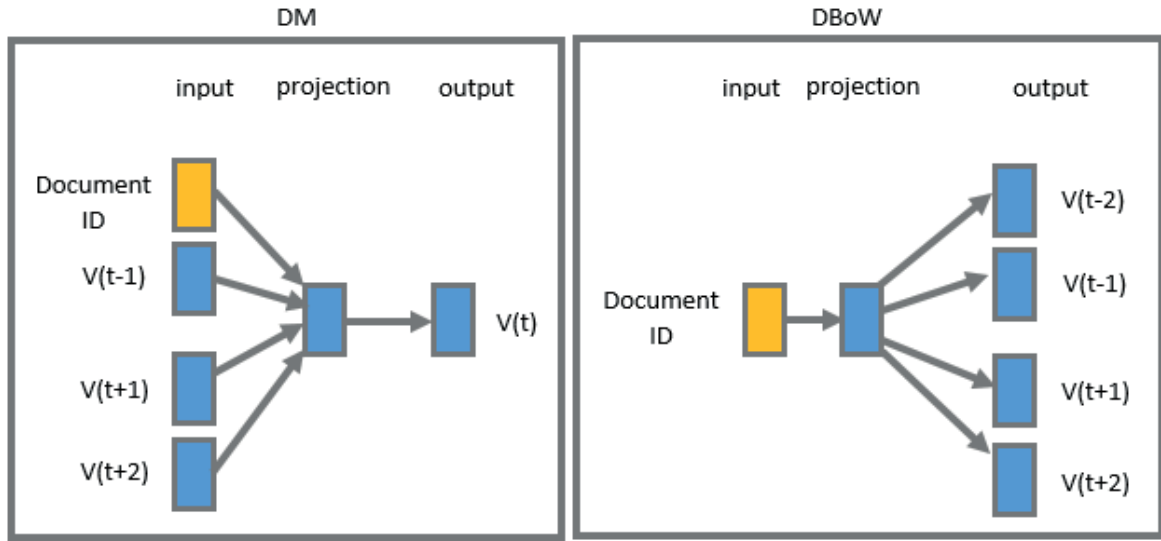 DM
input projection output
Document
ID
V(t-1)
V(t+1)
V(t+2)
V(t)
DBoW
input projection output
Document
ID
V(t-2)
V(t-1)
V(t+1)
V(t+2)